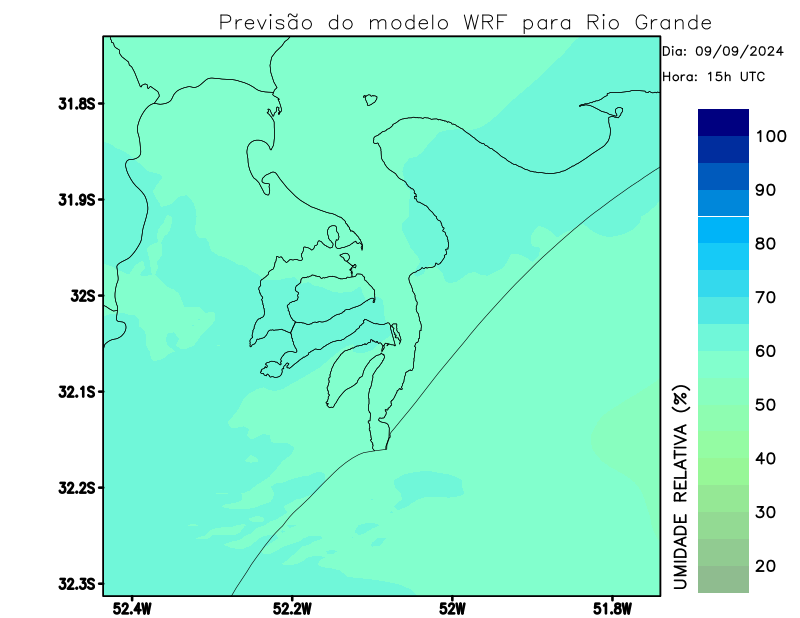 Previsão do modelo WRF para Rio Grande
Dia: 09/09/2024
Hora: 15h UTC
31.8S
31.9S
32S
32.1S
32.2S
32.3S
52.4W
52.2W
52W
51.8W
UMIDADE RELATIVA (%)
100
90
80
70
60
50
40
30
20